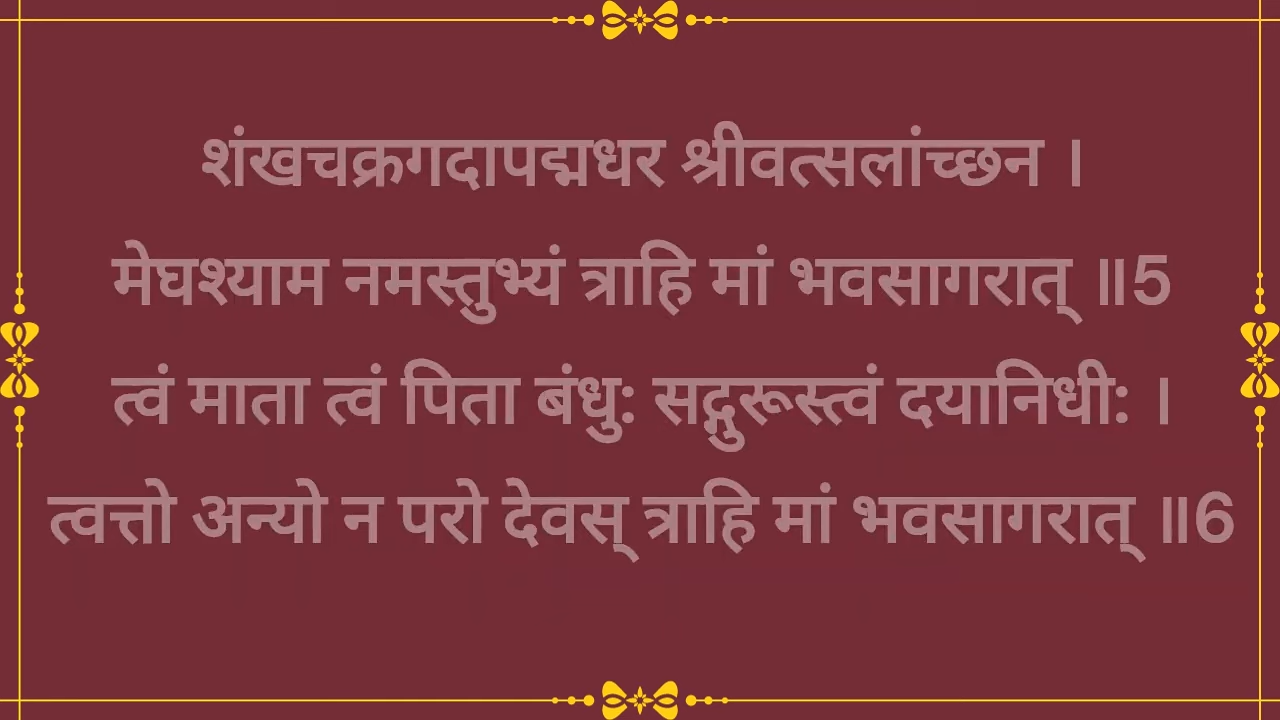 शंखचक्रगदापद्मधर श्रीवत्सलांच्छन ।
मेघश्याम नमस्तुभ्यं त्राहि मां भवसागरात् ॥5
त्वं माता त्वं पिता बंधुः सद्गुरूस्त्वं दयानिधीः ।
त्वत्तो अन्यो न परो देवस् त्राहि मां भवसागरात् ॥6